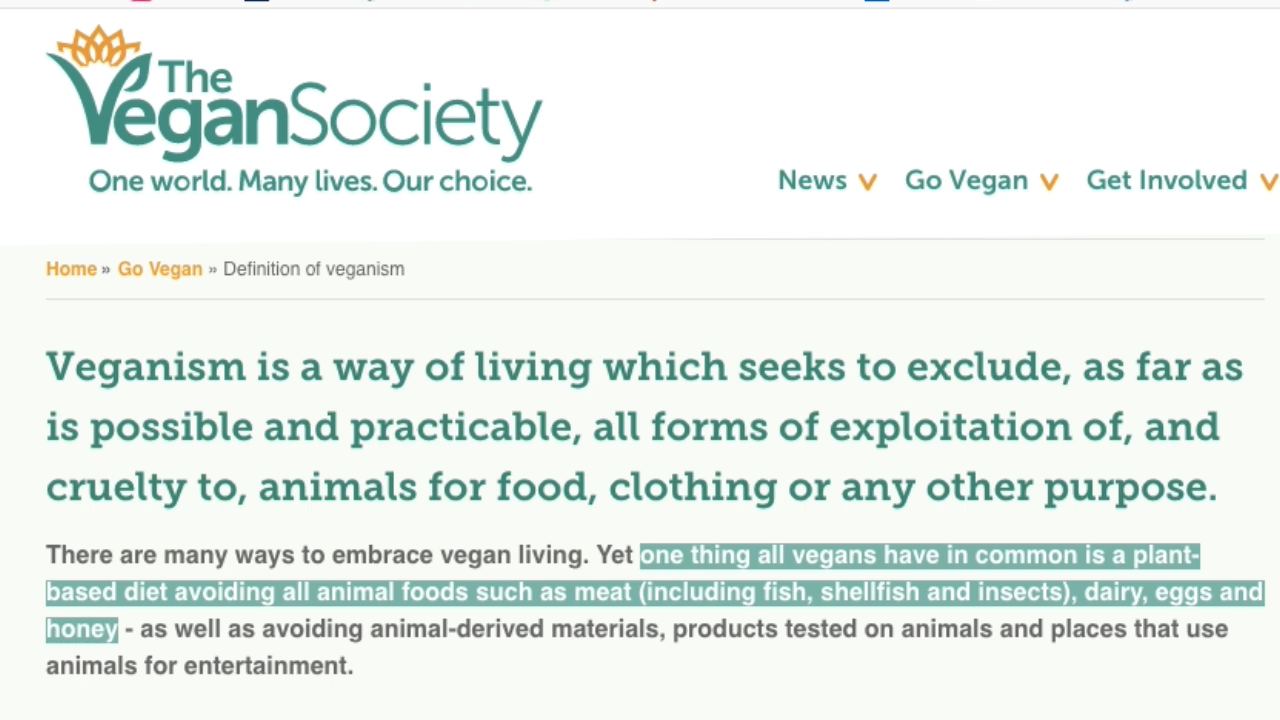 The
VeganSociety
One world. Many lives. Our choice.
News Go Vegan Get Involved
Home » Go Vegan » Definition of veganism
Veganism is a way of living which seeks to exclude, as far as
is possible and practicable, all forms of exploitation of, and
cruelty to, animals for food, clothing or any other purpose.
There are many ways to embrace vegan living. Yet one thing all vegans have in common is a plant-
based diet avoiding all animal foods such as meat (including fish, shellfish and insects), dairy, eggs and
honey - as well as avoiding animal-derived materials, products tested on animals and places that use
animals for entertainment.